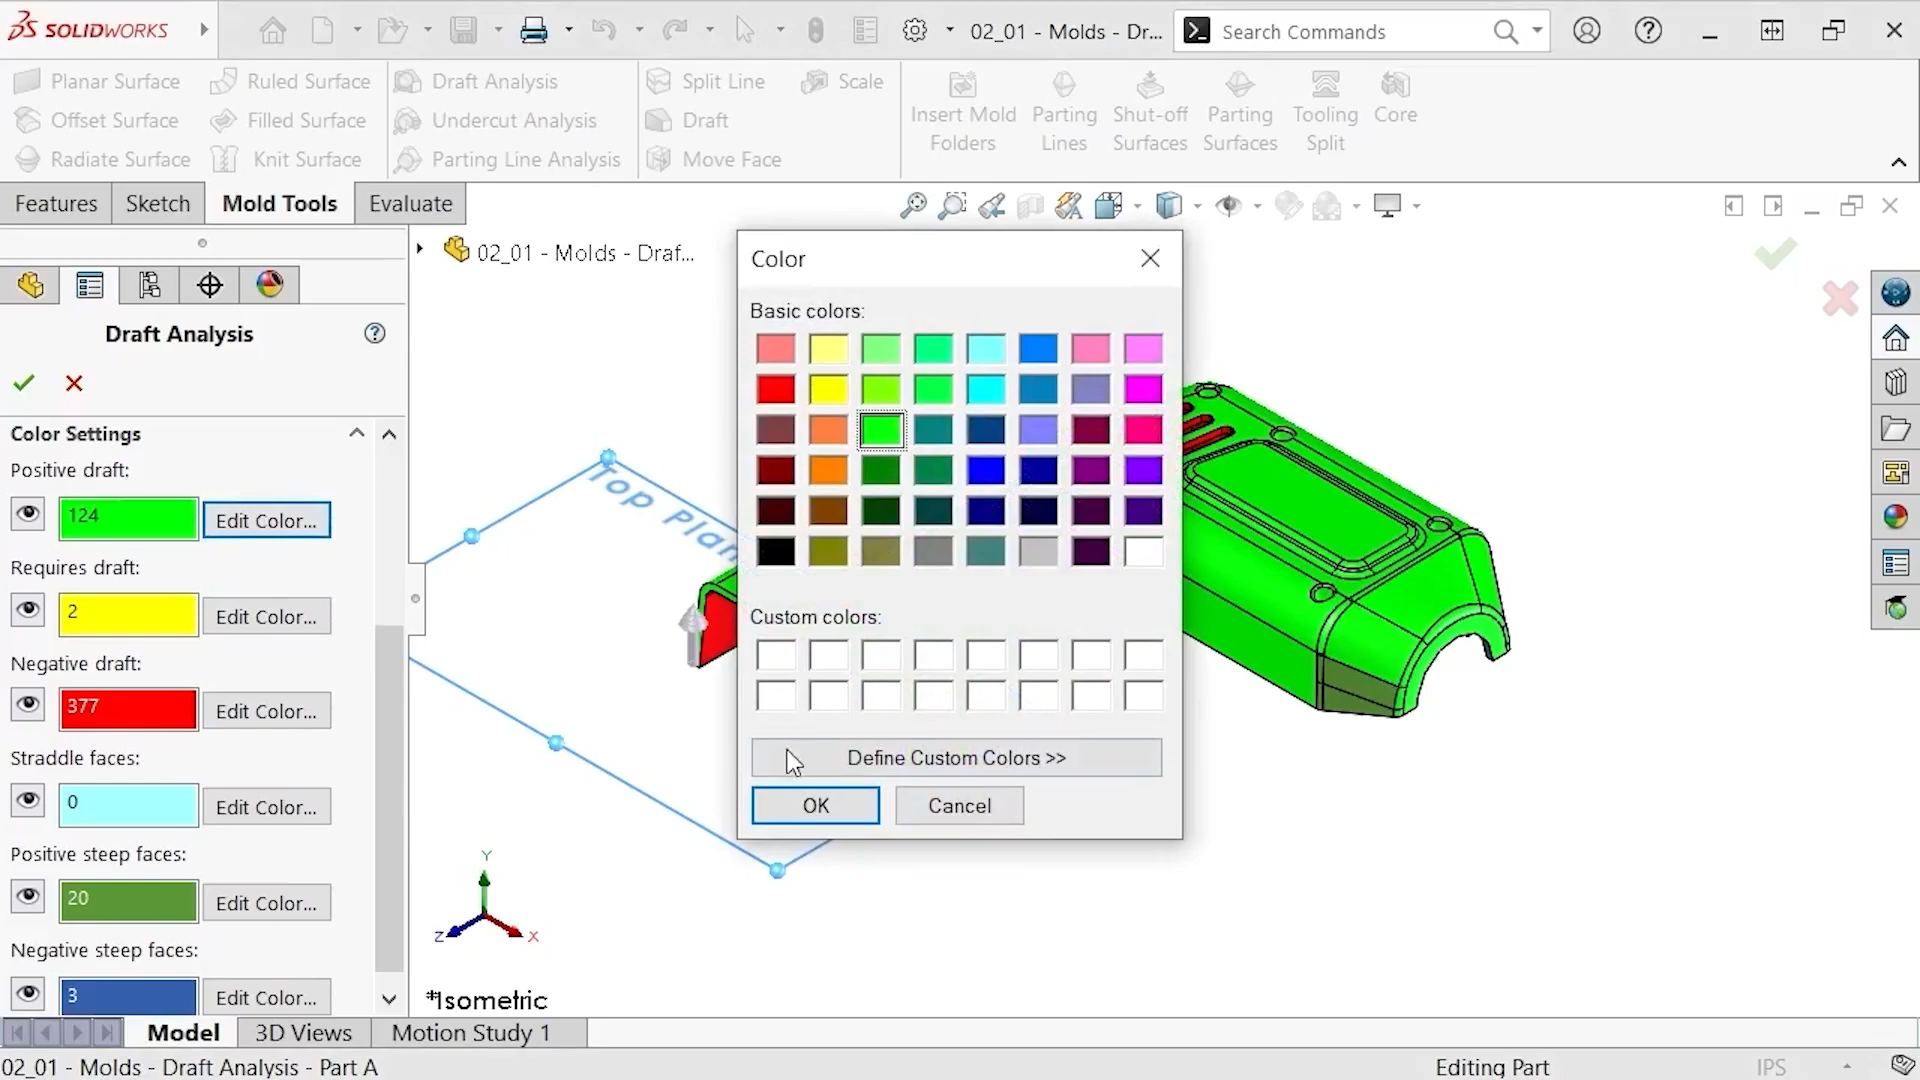 SOLIDWORKS
02_01 - Molds - Dr...
Search Commands
Planar Surface
Ruled Surface
Draft Analysis
Split Line
Scale
Offset Surface
Filled Surface
Undercut Analysis
Draft
Radiate Surface
Knit Surface
Parting Line Analysis
Move Face
Insert Mold
Folders
Parting
Lines
Shut-off
Surfaces
Parting
Surfaces
Tooling
Split
Core
Features
Sketch
Mold Tools
Evaluate
02_01 - Molds - Draf...
Draft Analysis
Color Settings
Positive draft:
124
Edit Color...
Requires draft:
2
Edit Color...
Negative draft:
377
Edit Color...
Straddle faces:
0
Edit Color...
Positive steep faces:
20
Edit Color...
Negative steep faces:
3
Edit Color...
Top Plan
Color
Basic colors:
Custom colors:
Define Custom Colors >>
OK
Cancel
Y
Z
X
*Isometric
Model
3D Views
Motion Study 1
02_01 - Molds - Draft Analysis - Part A
Editing Part
IPS